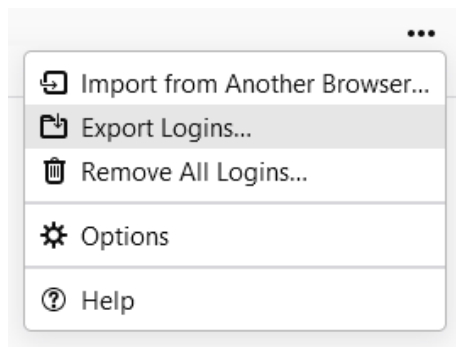 Import from Another Browser...
Export Logins...
Remove All Logins...
Options
Help